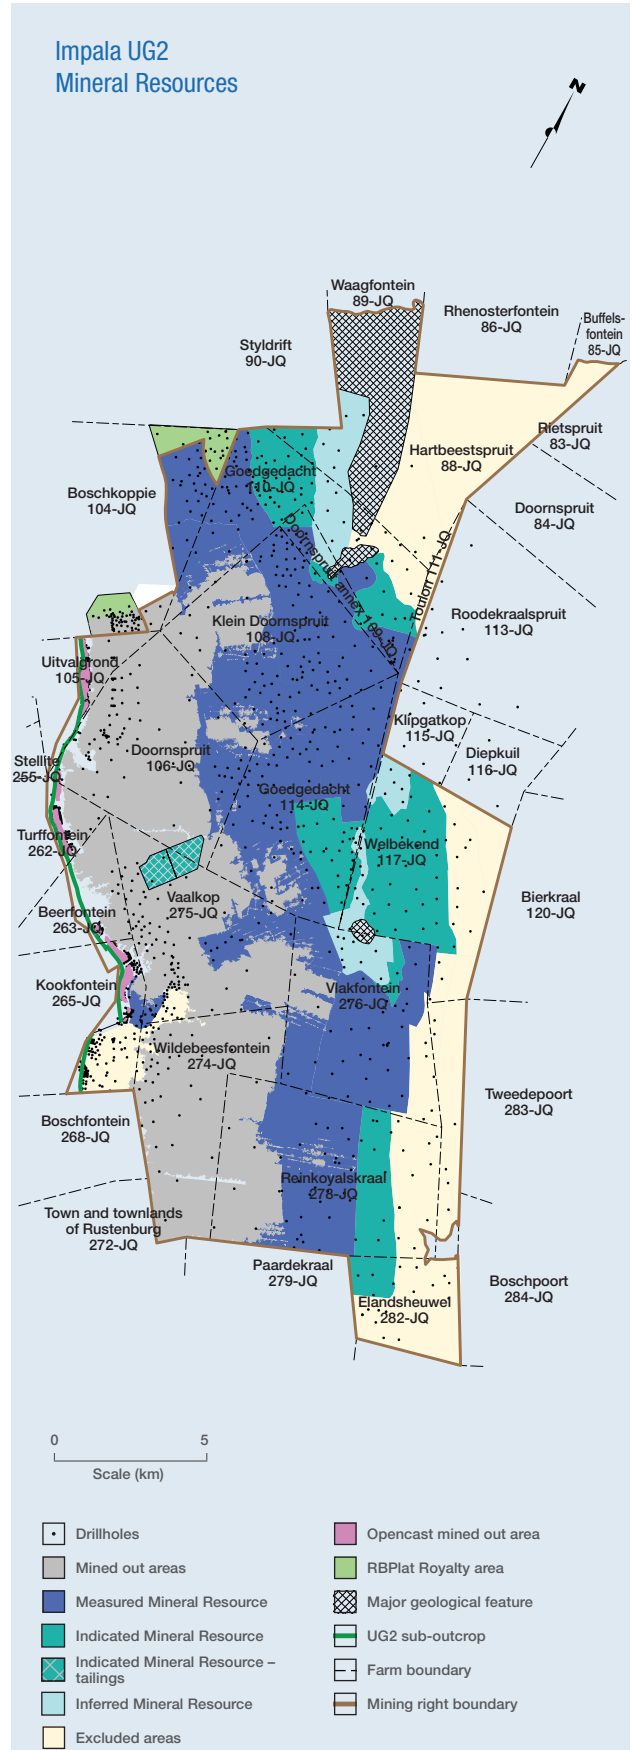 Impala UG2
Mineral Resources
N
Waagfontein
89-JQ
Rhenosterfontein
86-JQ
Buffels-
fontein
85-JQ
Styldrift
90-JQ
Rietspruit
83-JQ
Hartbeestspruit
88-JQ
Goedgedacht
110-JQ
Boschkoppie
104-JQ
Doornspruit
84-JQ
Doornspruit annex 109-JQ
Toulon 111-JQ
Klein Doornspruit
108-JQ
Roodekraalspruit
113-JQ
Uitvalgrond
105-JQ
Klipgatkop
115-JQ
Doornspruit
106-JQ
Diepkuil
116-JQ
Stellite
255-JQ
Goedgedacht
114-JQ
Turffontein
262-JQ
Welbekend
117-JQ
Vaalkop
275-JQ
Bierkraal
120-JQ
Beerfontein
263-JQ
Kookfontein
265-JQ
Vlakfontein
276-JQ
Wildebeesfontein
274-JQ
Tweedepoort
283-JQ
Boschfontein
268-JQ
Reinkoyalskraal
278-JQ
Town and townlands
of Rustenburg
272-JQ
Paardekraal
279-JQ
Boschpoort
284-JQ
Elandsheuwel
282-JQ
0 5
Scale (km)
Drillholes
Mined out areas
Measured Mineral Resource
Indicated Mineral Resource
Indicated Mineral Resource –
tailings
Inferred Mineral Resource
Excluded areas
Opencast mined out area
RBPlat Royalty area
Major geological feature
UG2 sub-outcrop
Farm boundary
Mining right boundary